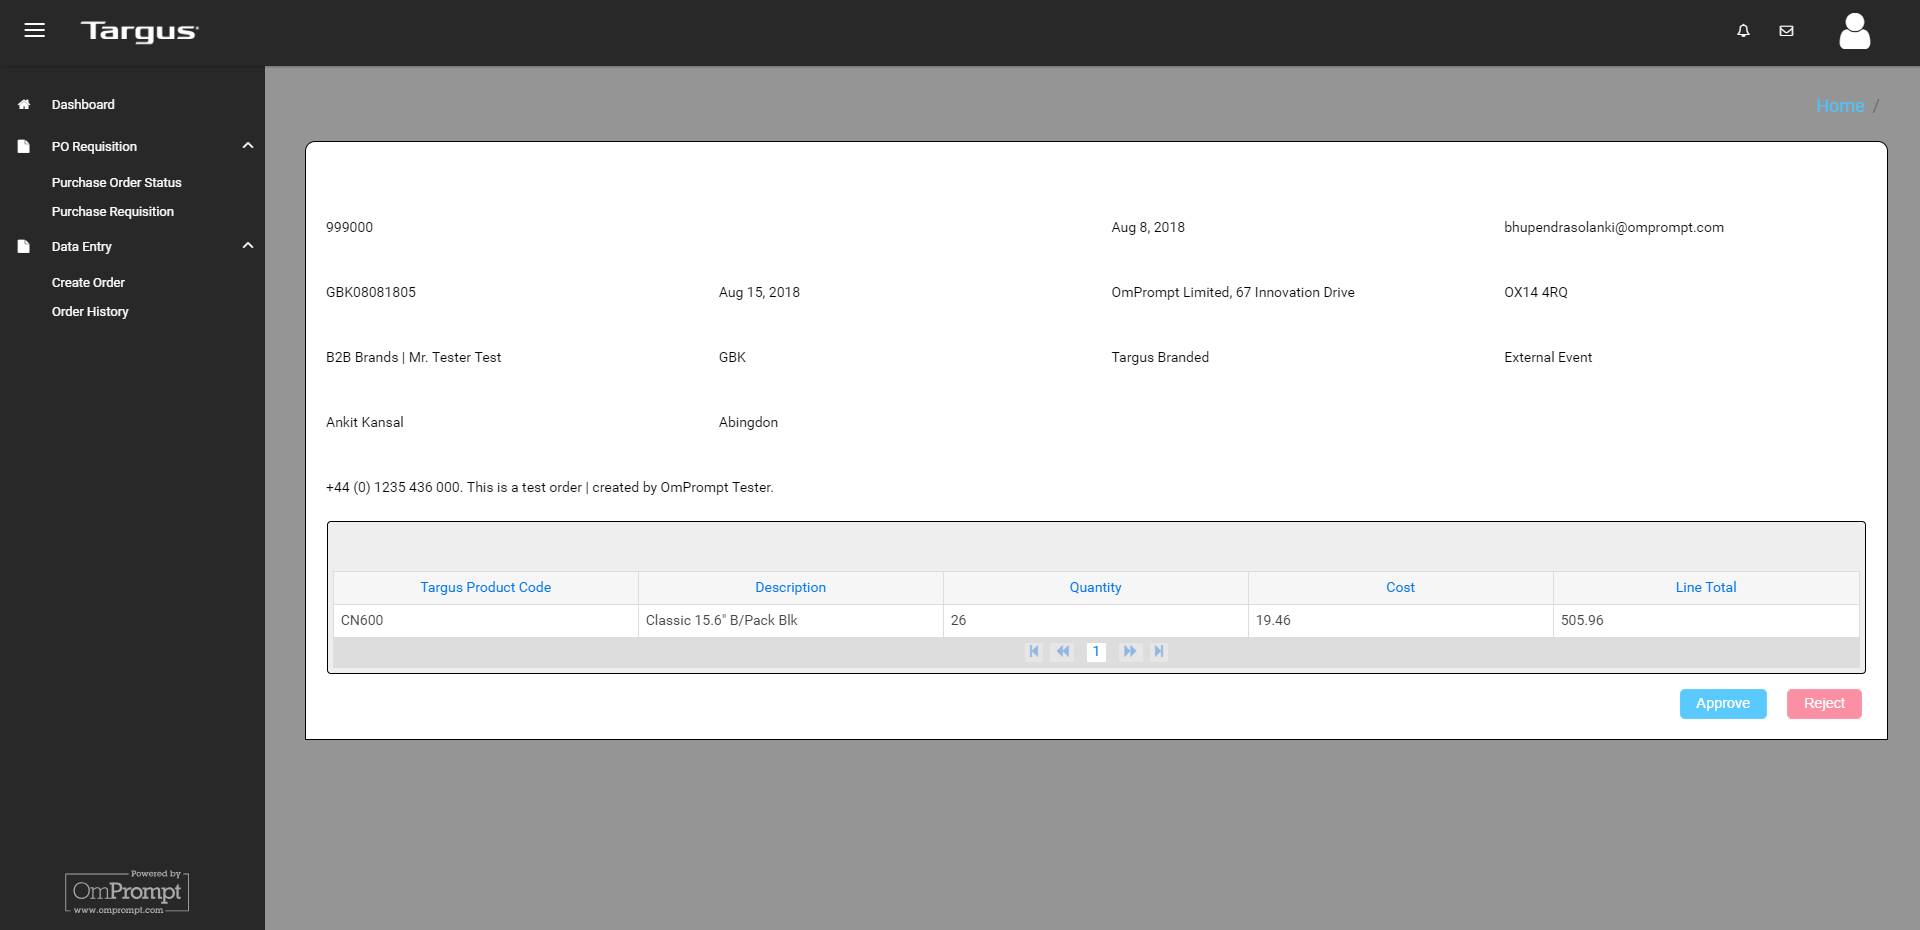 Targus
Home /
Dashboard
PO Requisition
Purchase Order Status
Purchase Requisition
Data Entry
Create Order
Order History
999000 Aug 8, 2018 bhupendrasolanki@omprompt.com
GBK08081805 Aug 15, 2018 OmPrompt Limited, 67 Innovation Drive OX14 4RQ
B2B Brands | Mr. Tester Test GBK Targus Branded External Event
Ankit Kansal Abingdon
+44 (0) 1235 436 000. This is a test order | created by OmPrompt Tester.
Targus Product Code Description Quantity Cost Line Total
CN600 Classic 15.6" B/Pack Blk 26 19.46 505.96
1
Approve Reject
Powered by
OmPrompt
www.omprompt.com